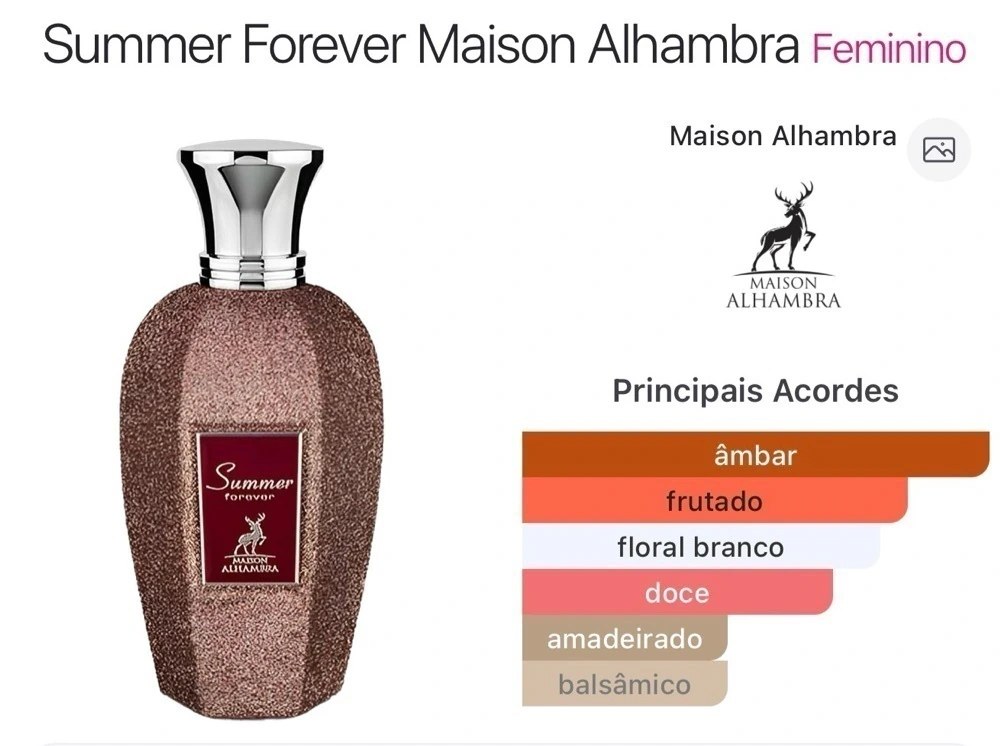 Summer Forever Maison Alhambra Feminino
Maison Alhambra
MAISON
ALHAMBRA
Principais Acordes
âmbar
frutado
floral branco
doce
amadeirado
balsâmico
Summer
forever
MAISON
ALHAMBRA